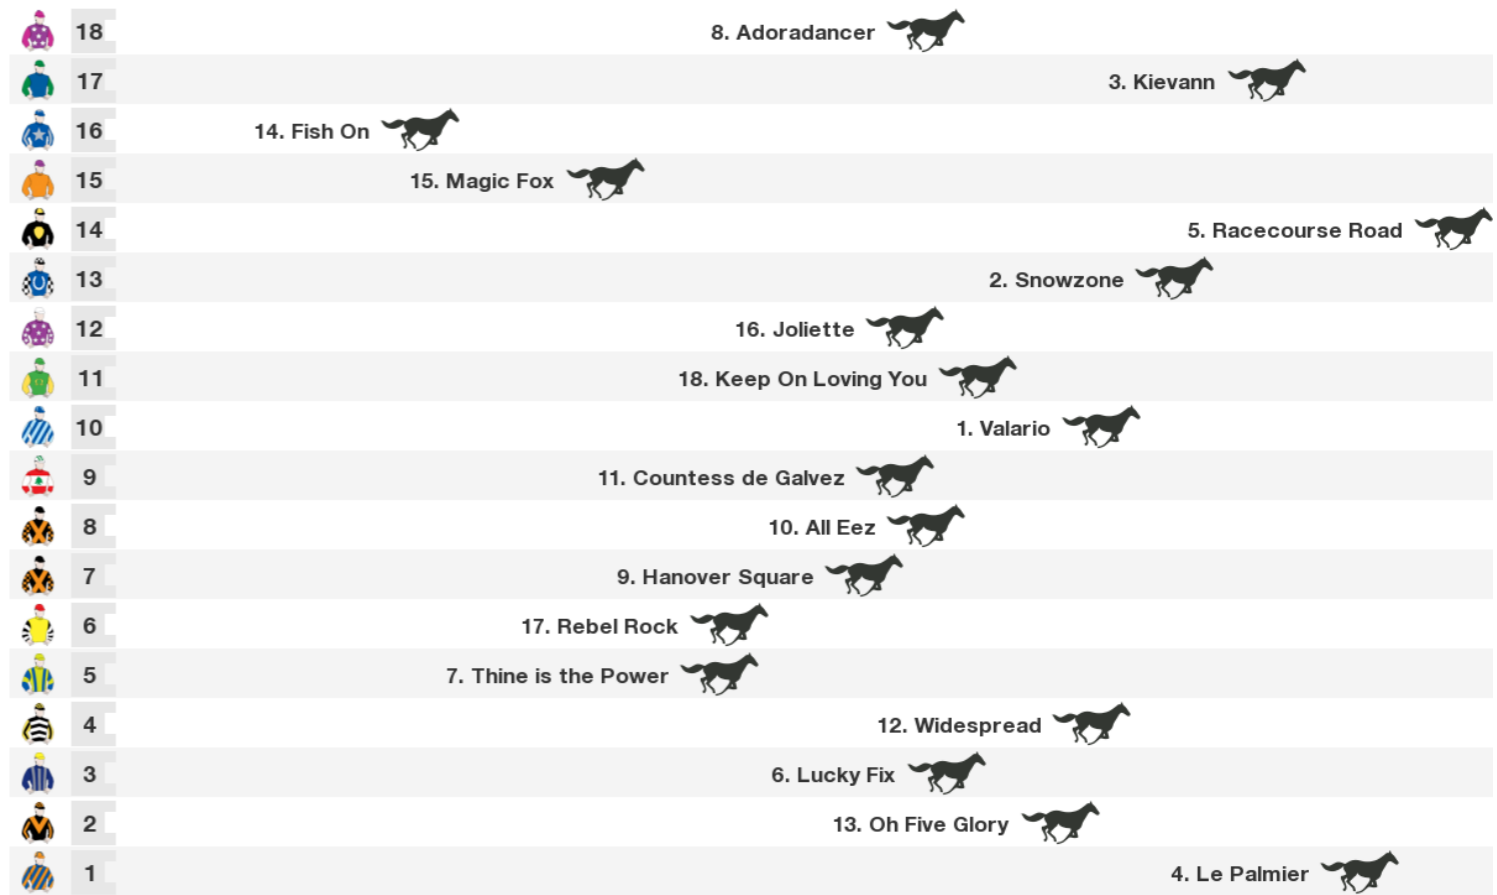 18 8. Adoradancer
17 3. Kievann
16 14. Fish On
15 15. Magic Fox
14 5. Racecourse Road
13 2. Snowzone
12 16. Joliette
11 18. Keep On Loving You
10 1. Valario
9 11. Countess de Galvez
8 10. All Eez
7 9. Hanover Square
6 17. Rebel Rock
5 7. Thine is the Power
4 12. Widespread
3 6. Lucky Fix
2 13. Oh Five Glory
1 4. Le Palmier